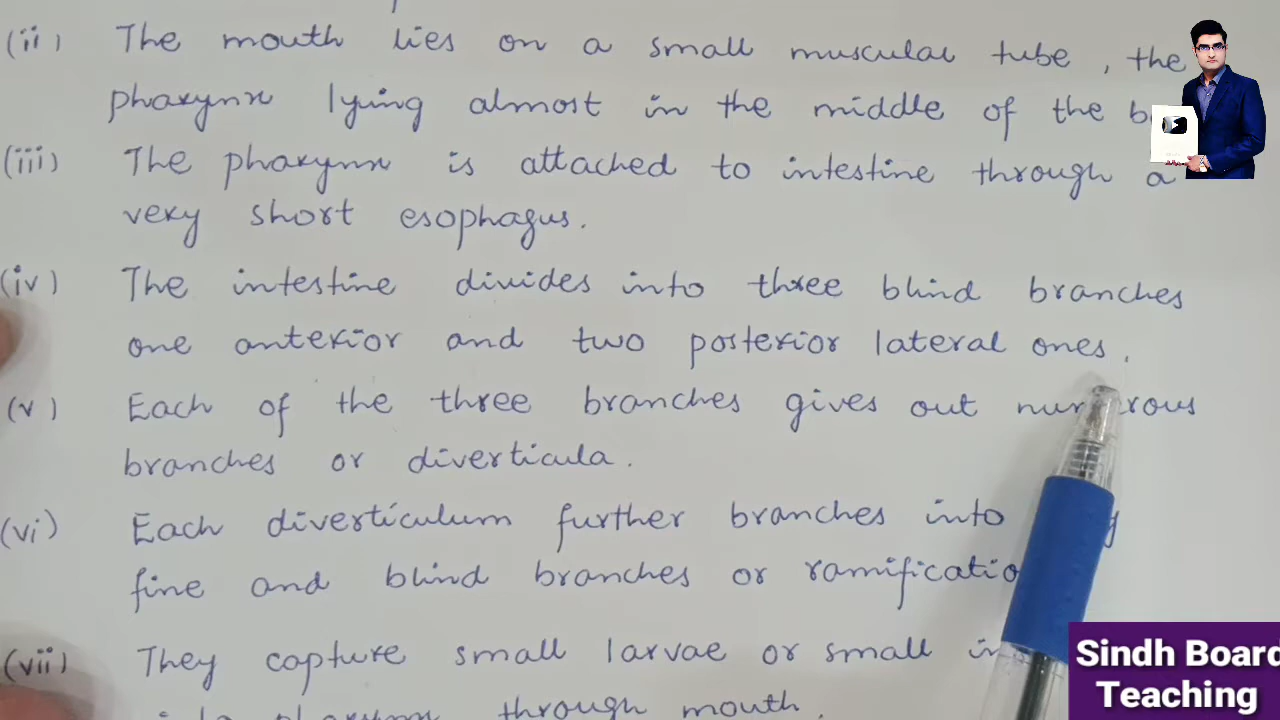 (ii) The mouth lies on a small muscular tube, the
pharynx lying almost in the middle of the
(iii) The pharynx is attached to intestine through a
very short esophagus.
(iv) The intestine divides into three blind branches
one anterior and two posterior lateral ones.
(v) Each of the three branches gives out
branches or diverticula.
(vi) Each diverticulum further branches into
fine and blind branches or
(vii) They capture small larvae or small
through mouth.
Sindh Board
Teaching